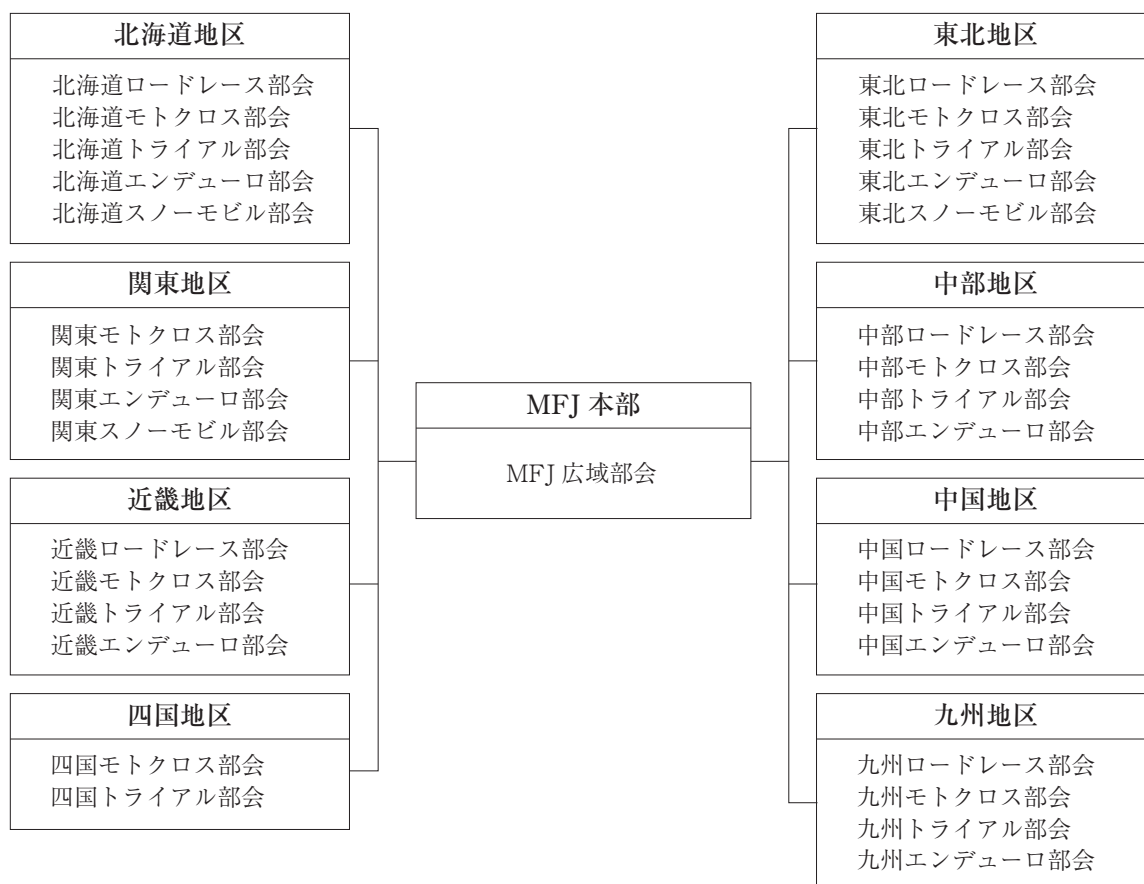 北海道地区
北海道ロードレース部会
北海道モトクロス部会
北海道トライアル部会
北海道エンデューロ部会
北海道スノーモビル部会
関東地区
関東モトクロス部会
関東トライアル部会
関東エンデューロ部会
関東スノーモビル部会
近畿地区
近畿ロードレース部会
近畿モトクロス部会
近畿トライアル部会
近畿エンデューロ部会
四国地区
四国モトクロス部会
四国トライアル部会
MFJ 本部
MFJ 広域部会
東北地区
東北ロードレース部会
東北モトクロス部会
東北トライアル部会
東北エンデューロ部会
東北スノーモビル部会
中部地区
中部ロードレース部会
中部モトクロス部会
中部トライアル部会
中部エンデューロ部会
中国地区
中国ロードレース部会
中国モトクロス部会
中国トライアル部会
中国エンデューロ部会
九州地区
九州ロードレース部会
九州モトクロス部会
九州トライアル部会
九州エンデューロ部会